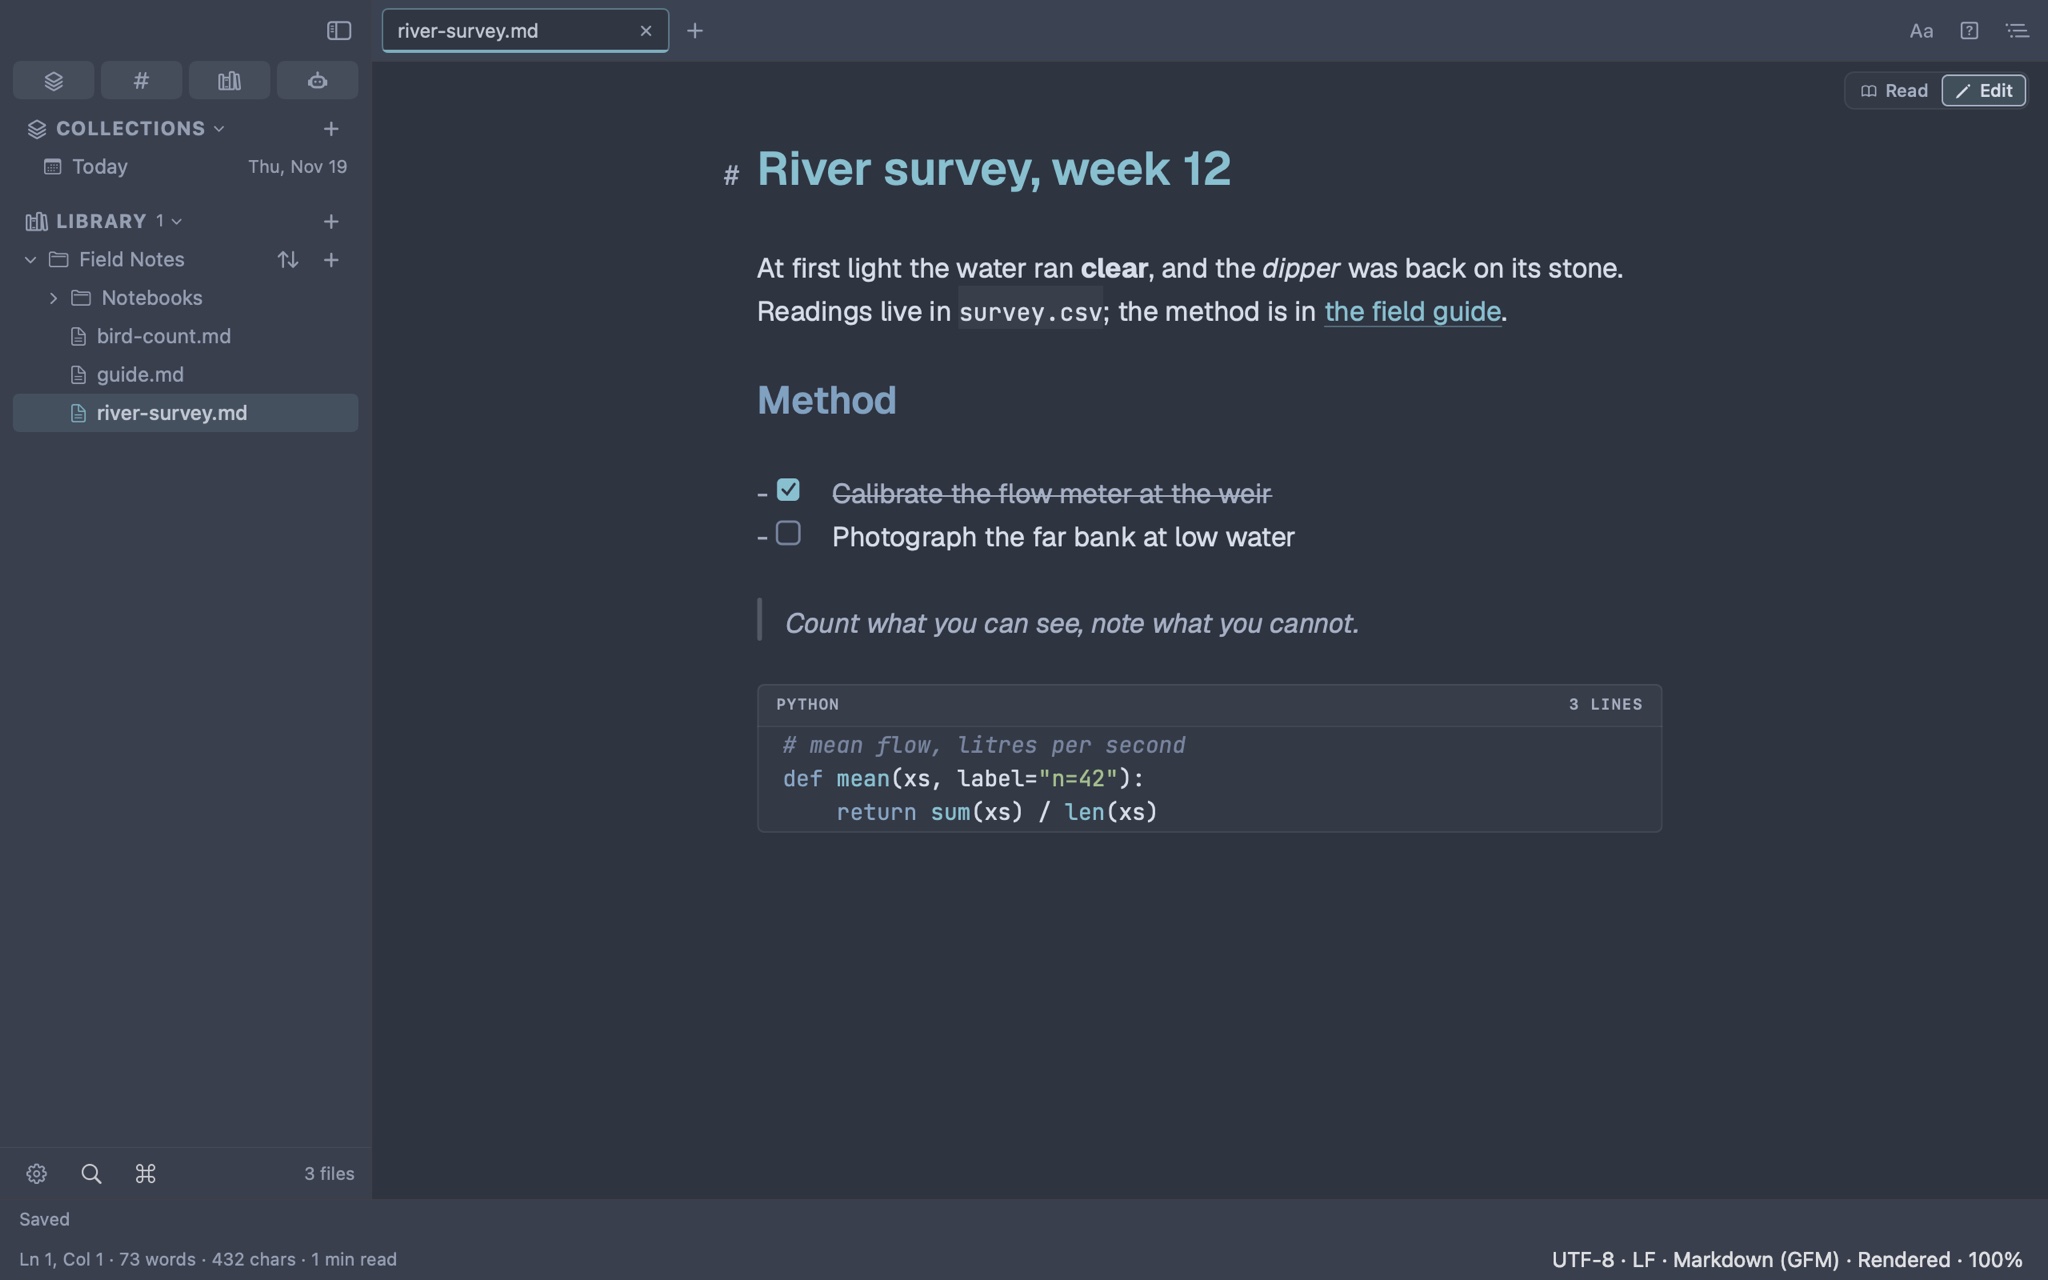 river-survey.md
Aa
Read
Edit
COLLECTIONS
Today
Thu, Nov 19
LIBRARY 1
Field Notes
Notebooks
bird-count.md
guide.md
river-survey.md
# River survey, week 12
At first light the water ran clear, and the dipper was back on its stone.
Readings live in survey.csv; the method is in the field guide.
Method
- Calibrate the flow meter at the weir
- Photograph the far bank at low water
Count what you can see, note what you cannot.
PYTHON
3 LINES
# mean flow, litres per second
def mean(xs, label="n=42"):
    return sum(xs) / len(xs)
3 files
Saved
Ln 1, Col 1 · 73 words · 432 chars · 1 min read
UTF-8 · LF · Markdown (GFM) · Rendered · 100%